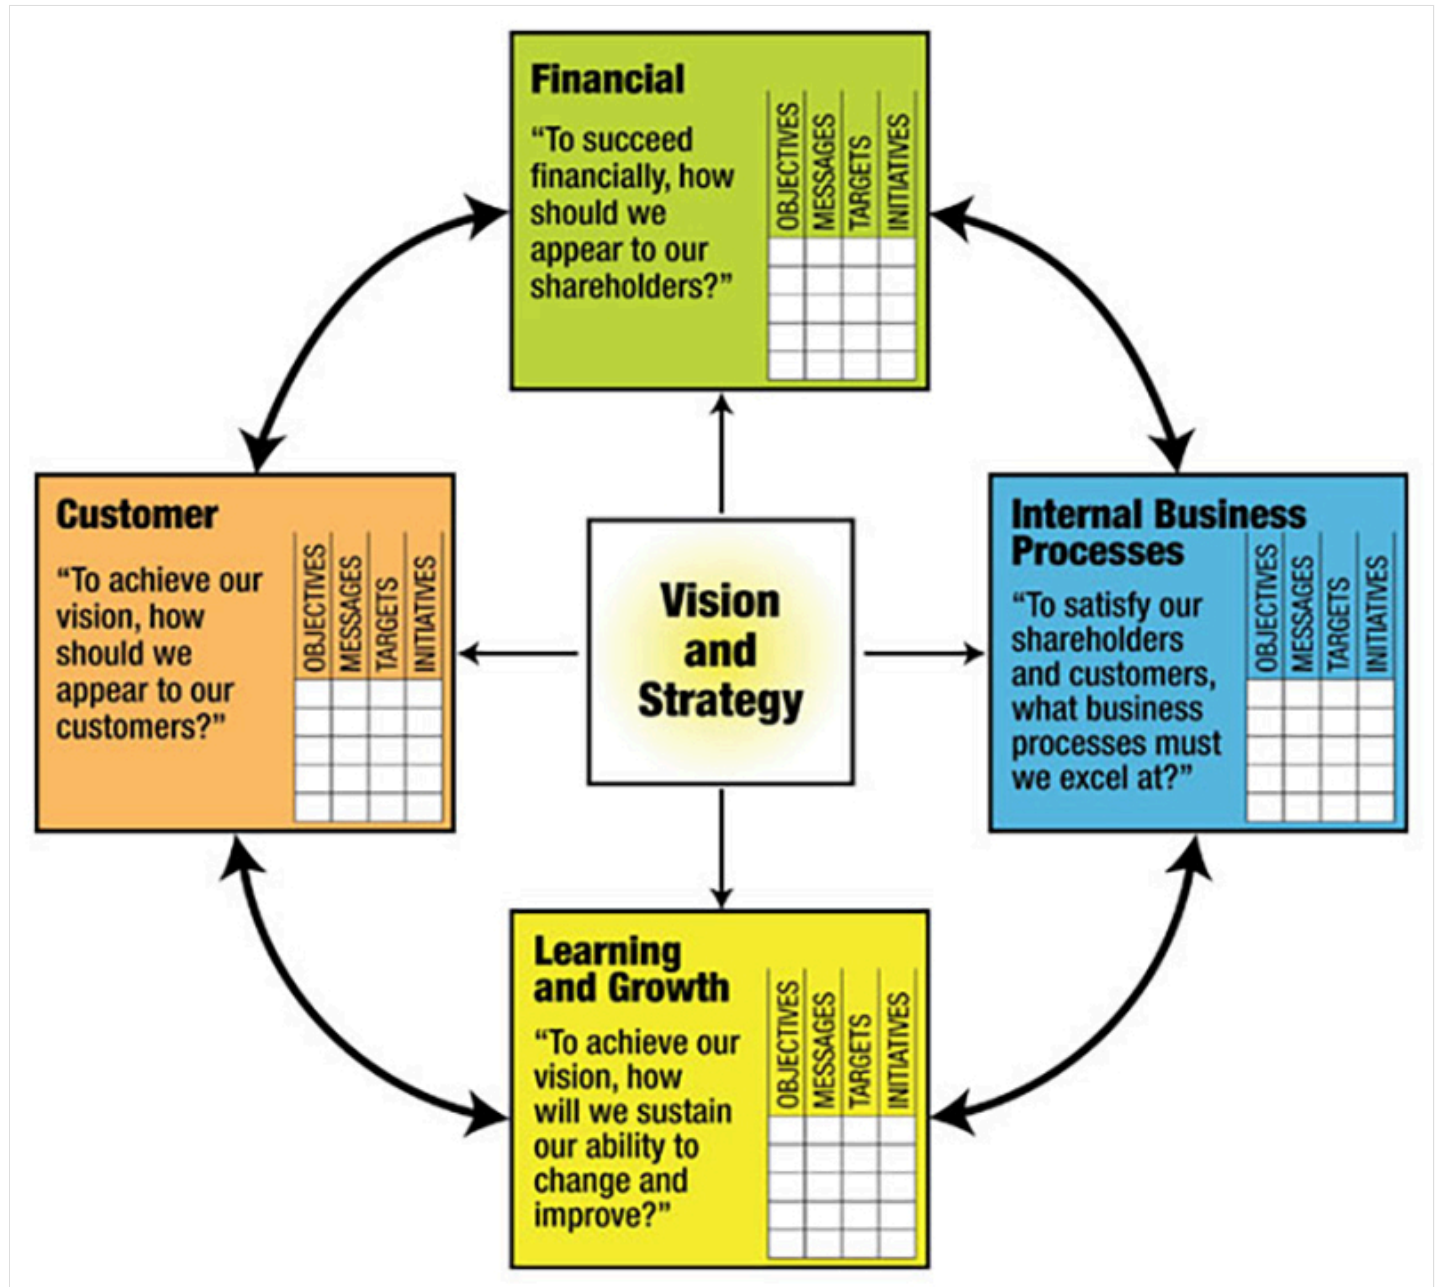 Financial
“To succeed
financially, how
should we
appear to our
shareholders?”
OBJECTIVES
MESSAGES
TARGETS
INITIATIVES
Customer
“To achieve our
vision, how
should we
appear to our
customers?”
OBJECTIVES
MESSAGES
TARGETS
INITIATIVES
Vision
and
Strategy
Internal Business
Processes
“To satisfy our
shareholders
and customers,
what business
processes must
we excel at?”
OBJECTIVES
MESSAGES
TARGETS
INITIATIVES
Learning
and Growth
“To achieve our
vision, how
will we sustain
our ability to
change and
improve?”
OBJECTIVES
MESSAGES
TARGETS
INITIATIVES